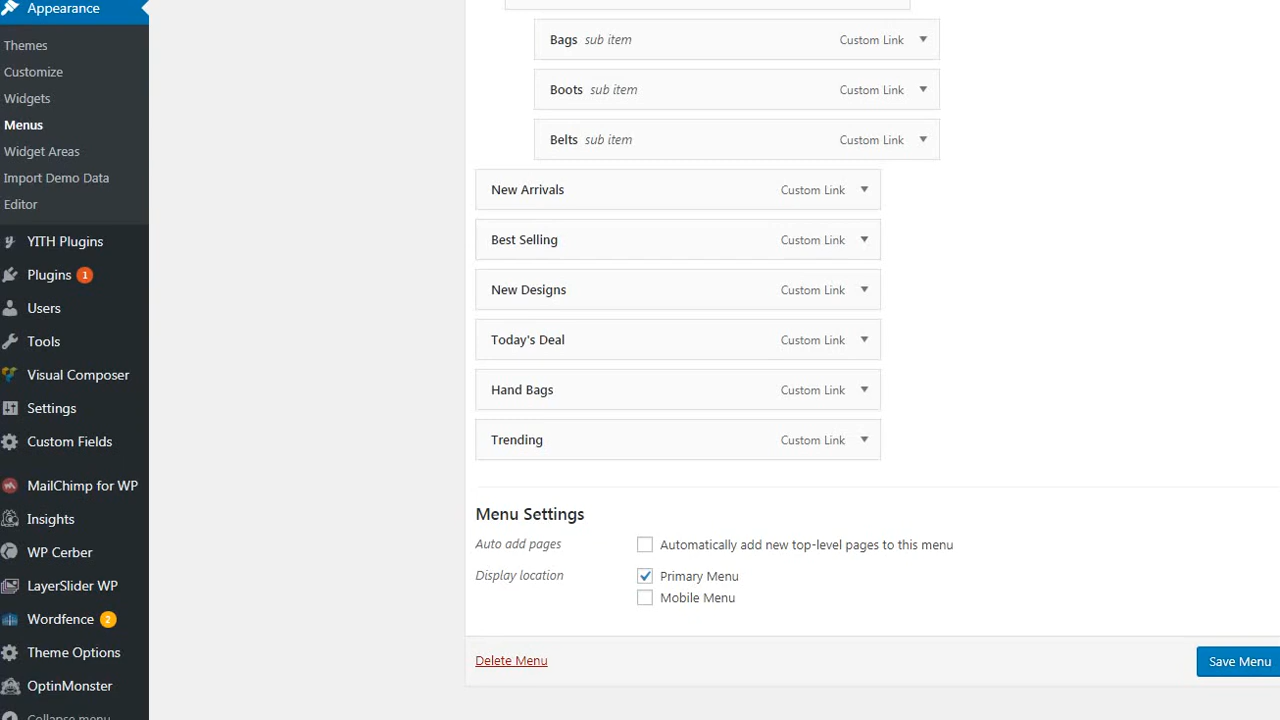 Appearance
Themes
Customize
Widgets
Menus
Widget Areas
Import Demo Data
Editor
YITH Plugins
Plugins 1
Users
Tools
Visual Composer
Settings
Custom Fields
MailChimp for WP
Insights
WP Cerber
LayerSlider WP
Wordfence 2
Theme Options
OptinMonster
Collapse menu
Bags sub item Custom Link
Boots sub item Custom Link
Belts sub item Custom Link
New Arrivals Custom Link
Best Selling Custom Link
New Designs Custom Link
Today's Deal Custom Link
Hand Bags Custom Link
Trending Custom Link
Menu Settings
Auto add pages Automatically add new top-level pages to this menu
Display location Primary Menu
Mobile Menu
Delete Menu Save Menu